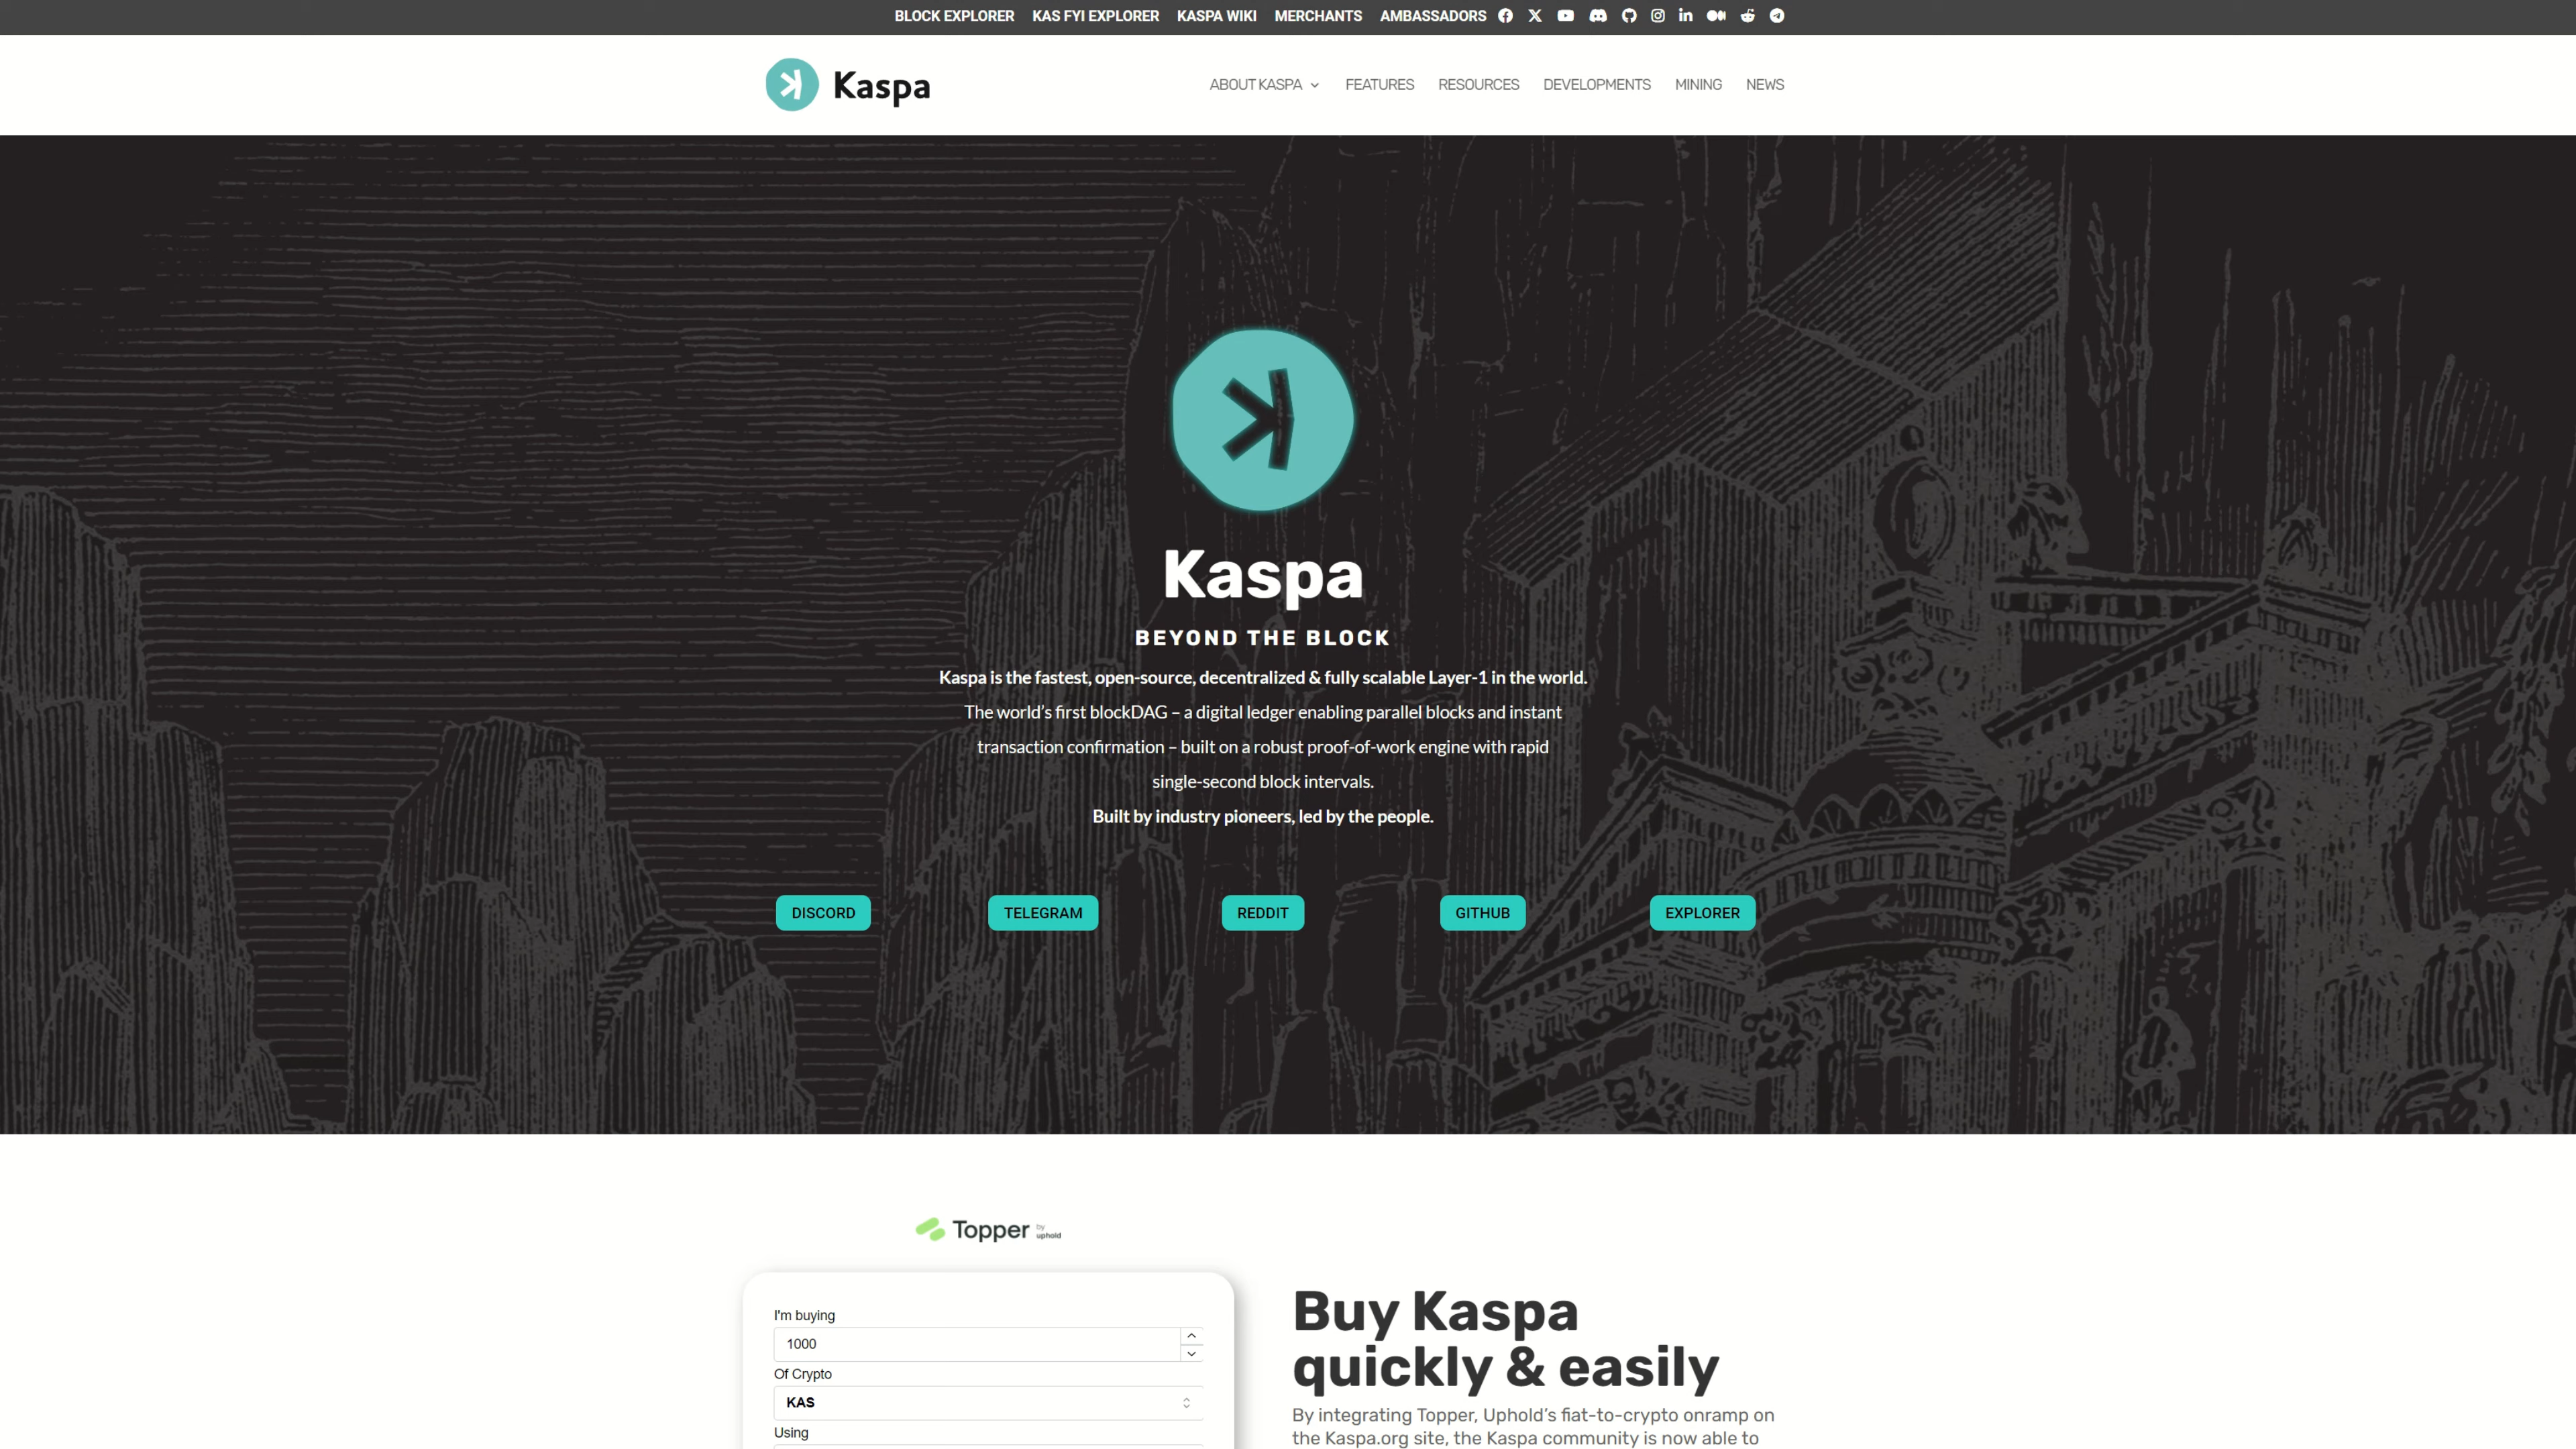 BLOCK EXPLORER KAS FYI EXPLORER KASPA WIKI MERCHANTS AMBASSADORS
Kaspa
ABOUT KASPA FEATURES RESOURCES DEVELOPMENTS MINING NEWS
Kaspa
BEYOND THE BLOCK
Kaspa is the fastest, open-source, decentralized & fully scalable Layer-1 in the world.
The world's first blockDAG – a digital ledger enabling parallel blocks and instant
transaction confirmation – built on a robust proof-of-work engine with rapid
single-second block intervals.
Built by industry pioneers, led by the people.
DISCORD TELEGRAM REDDIT GITHUB EXPLORER
Topper by uphold
I'm buying
1000
Of Crypto
KAS
Using
Buy Kaspa
quickly & easily
By integrating Topper, Uphold's fiat-to-crypto onramp on
the Kaspa.org site, the Kaspa community is now able to